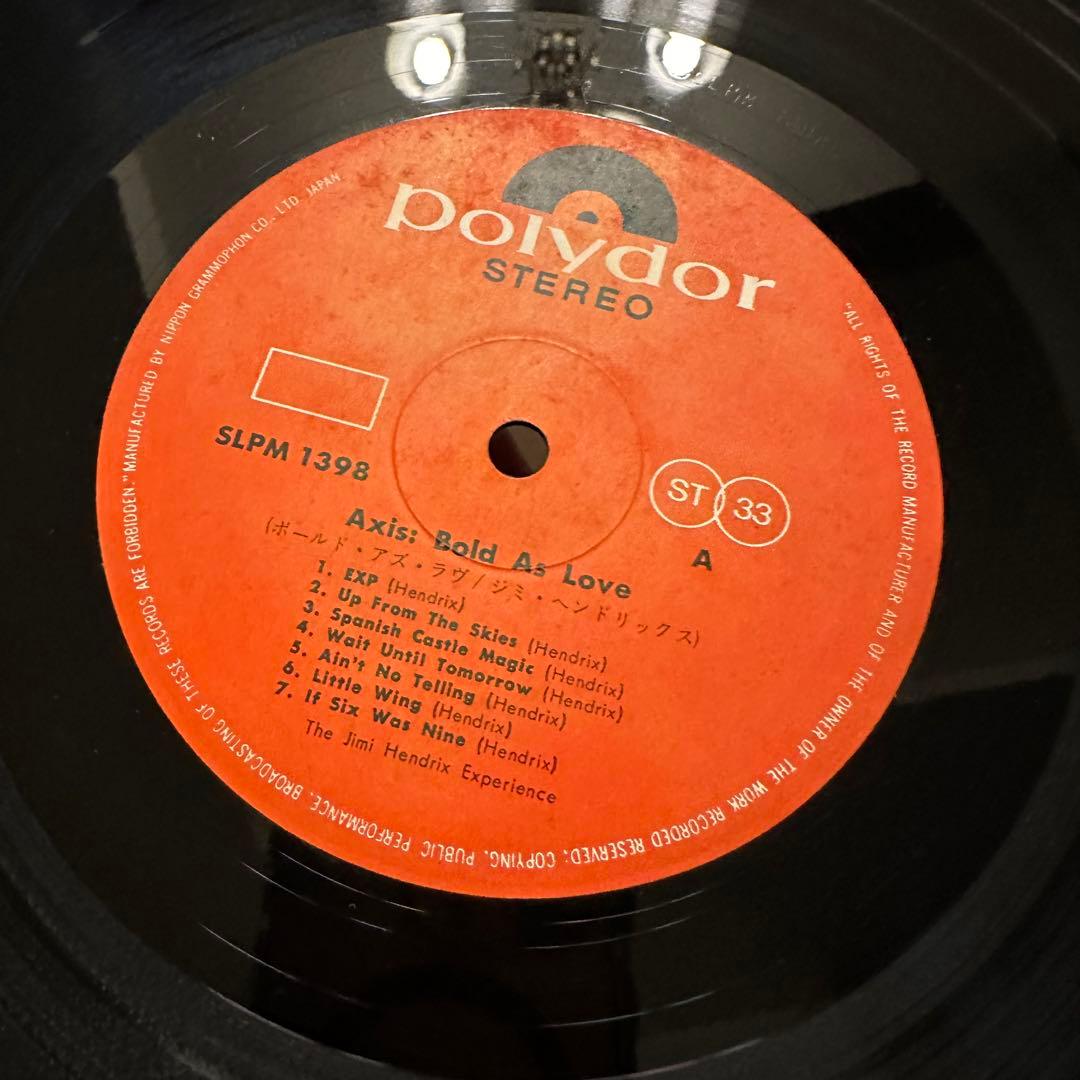 polydor
STEREO
SLPM 1398
ST 33
A
Axis: Bold As Love
(ボールド・アズ・ラヴ/ジミ・ヘンドリックス)
1. EXP (Hendrix)
2. Up From The Skies (Hendrix)
3. Spanish Castle Magic (Hendrix)
4. Wait Until Tomorrow (Hendrix)
5. Ain't No Telling (Hendrix)
6. Little Wing (Hendrix)
7. If Six Was Nine (Hendrix)
The Jimi Hendrix Experience
"ALL RIGHTS OF THE RECORD MANUFACTURER AND OF THE OWNER OF THE WORK RECORDED RESERVED. COPYING, PUBLIC PERFORMANCE, BROADCASTING OF THESE RECORDS ARE FORBIDDEN." MANUFACTURED BY NIPPON GRAMMOPHON CO., LTD. JAPAN